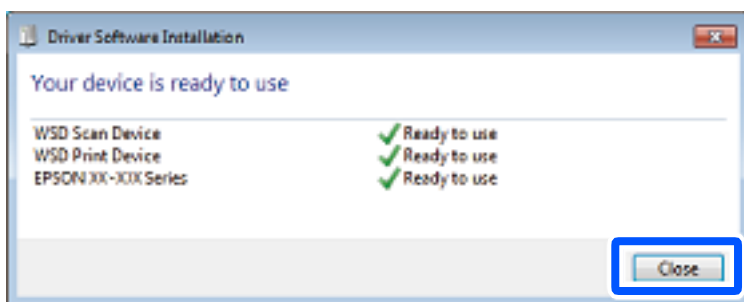 Driver Software Installation
Your device is ready to use
WSD Scan Device Ready to use
WSD Print Device Ready to use
EPSON XX-XXX Series Ready to use
Close